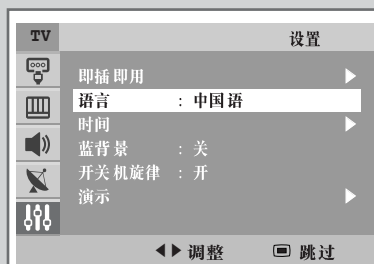 TV 设置
即插即用
语言 : 中国语
时间
蓝背景 : 关
开关机旋律 : 开
演示
调整 跳过